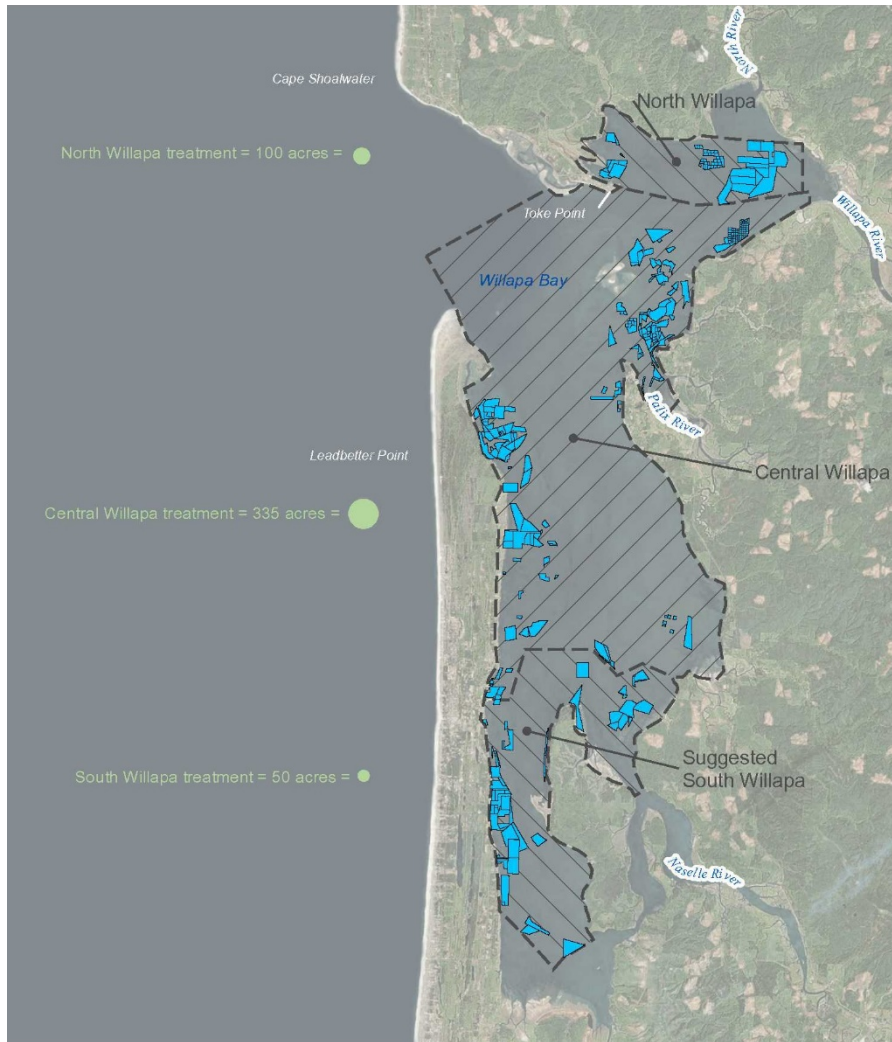 North River
Cape Shoalwater
North Willapa
North Willapa treatment = 100 acres =
Toke Point
Willapa River
Willapa Bay
Palix River
Leadbetter Point
Central Willapa
Central Willapa treatment = 335 acres =
Suggested
South Willapa
South Willapa treatment = 50 acres =
Naselle River